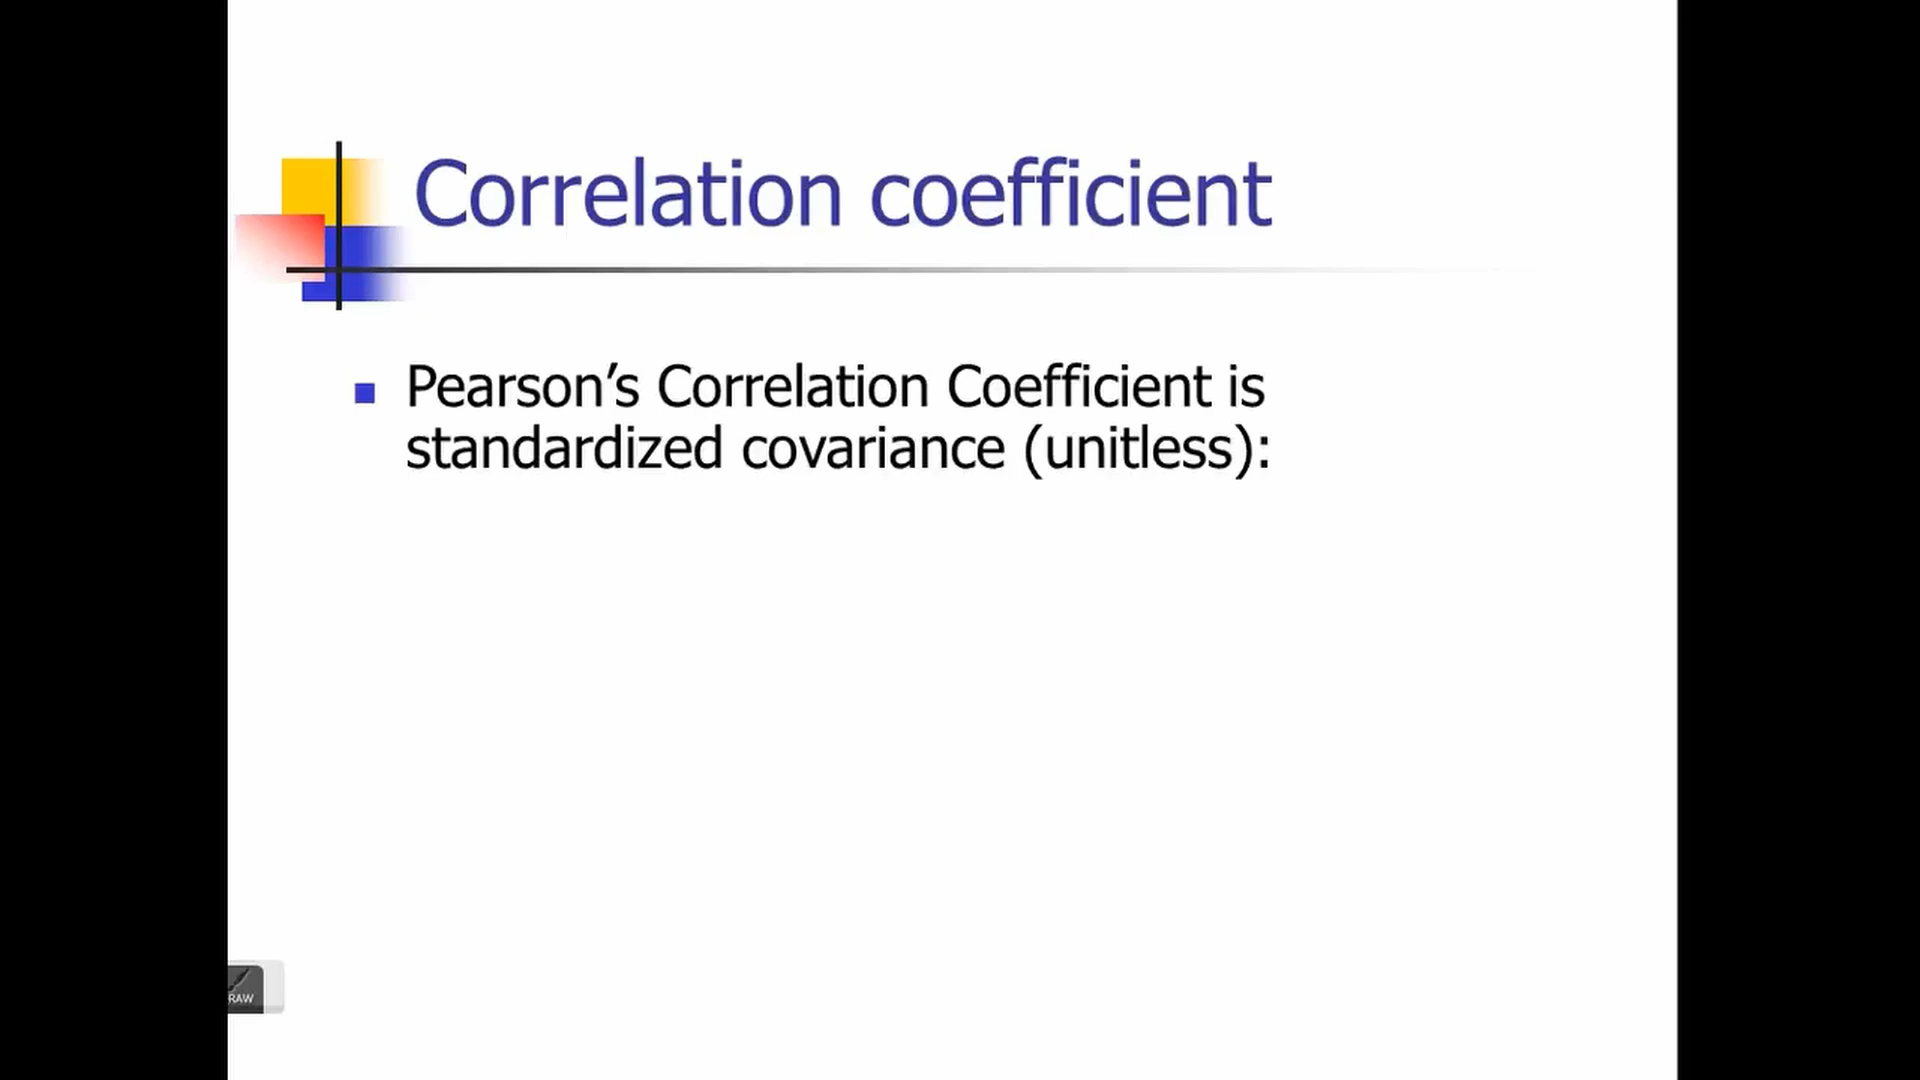 Correlation coefficient
Pearson’s Correlation Coefficient is
standardized covariance (unitless):
RAW